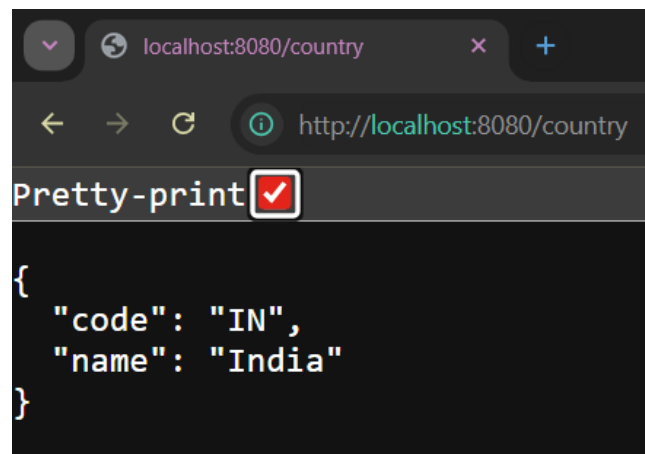 localhost:8080/country
http://localhost:8080/country
Pretty-print
{
  "code": "IN",
  "name": "India"
}